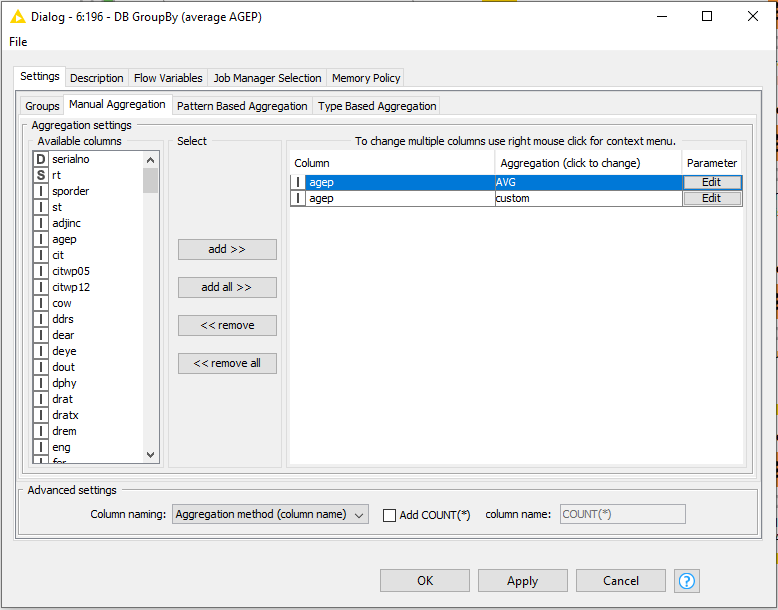 Dialog - 6:196 - DB GroupBy (average AGEP)
File
Settings Description Flow Variables Job Manager Selection Memory Policy
Groups Manual Aggregation Pattern Based Aggregation Type Based Aggregation
Aggregation settings
Available columns
D serialno
S rt
I sporder
I st
I adjinc
I agep
I cit
I citwp05
I citwp12
I cow
I ddrs
I dear
I deye
I dout
I dphy
I drat
I dratx
I drem
I eng
I fer
Select
add >>
add all >>
<< remove
<< remove all
To change multiple columns use right mouse click for context menu.
Column Aggregation (click to change) Parameter
I agep AVG Edit
I agep custom Edit
Advanced settings
Column naming: Aggregation method (column name) Add COUNT(*) column name: COUNT(*)
OK Apply Cancel ?